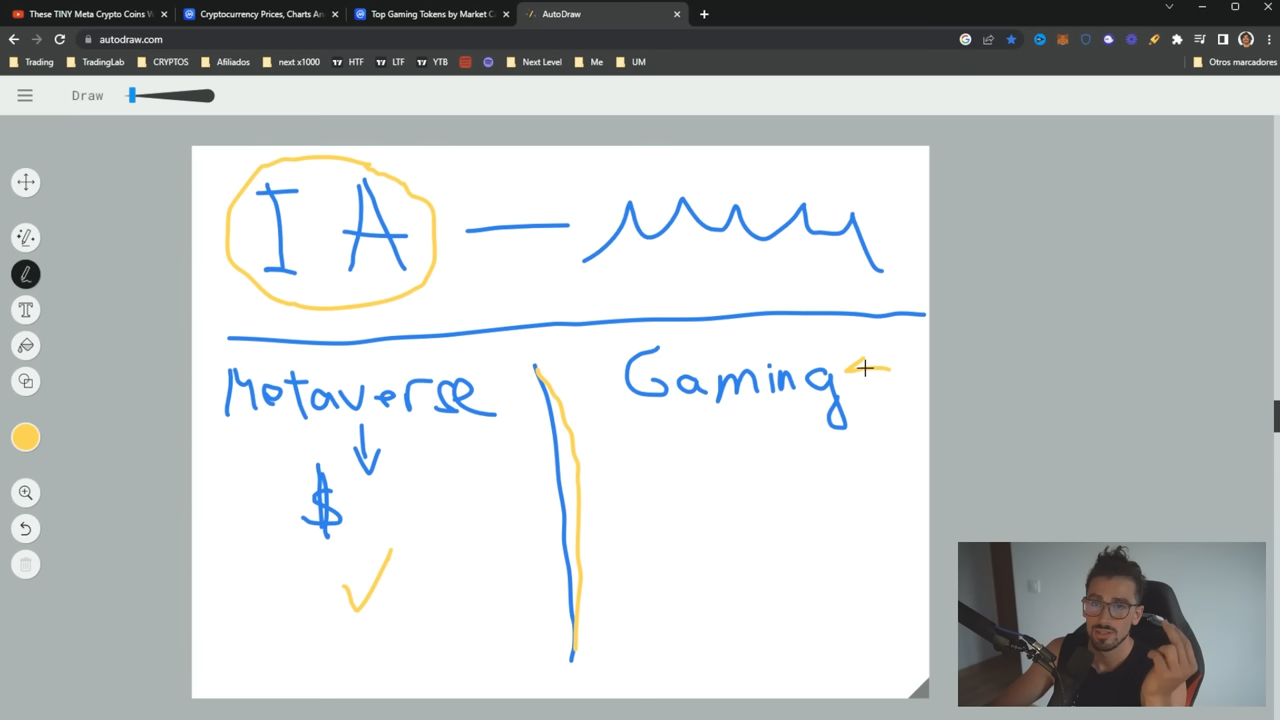 These TINY Meta Crypto Coins W
Cryptocurrency Prices, Charts An
Top Gaming Tokens by Market C
AutoDraw
autodraw.com
Trading
TradingLab
CRYPTOS
Afiliados
next x1000
HTF
LTF
YTB
Next Level
Me
UM
Otros marcadores
Draw
I A
Metaverse
Gaming
$